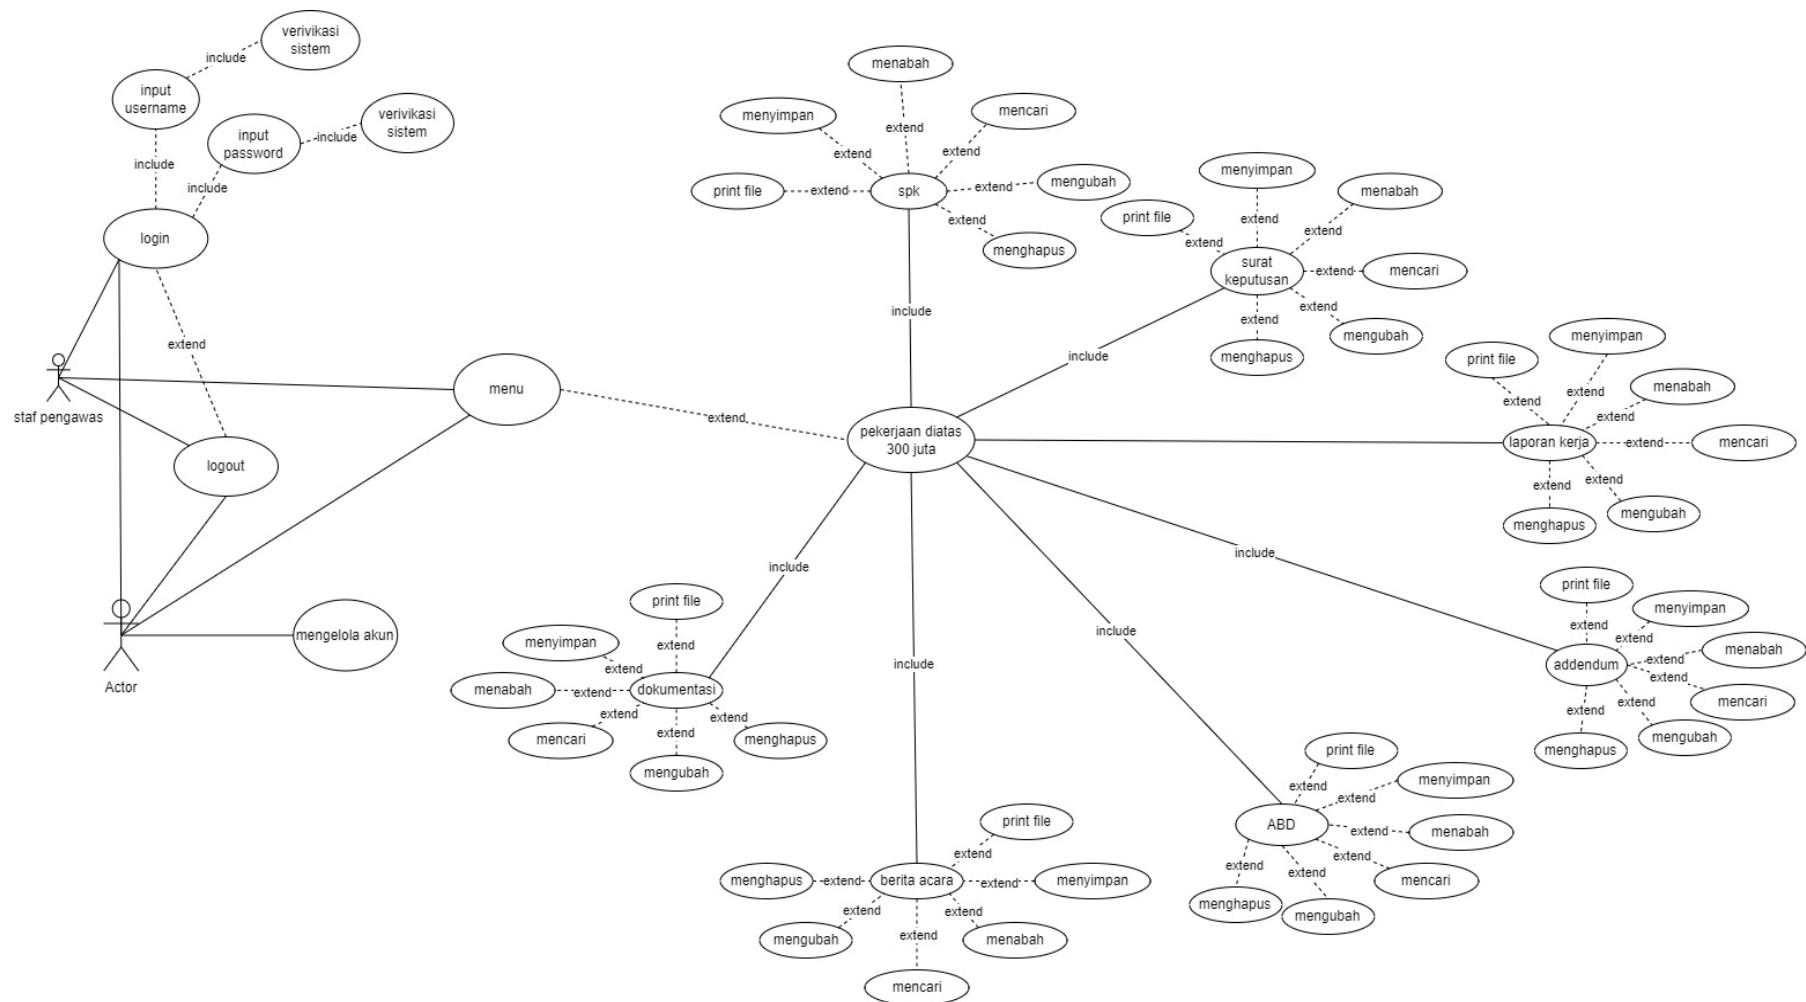 verivikasi
sistem
include
input
username
verivikasi
sistem
include
input
password
include
include
login
extend
staf pengawas
menu
extend
logout
mengelola akun
Actor
menabah
mencari
menyimpan
extend
extend
extend
print file
extend
spk
extend
mengubah
extend
menghapus
include
menyimpan
menabah
print file
extend
extend
extend
surat
keputusan
extend
mencari
extend
extend
mengubah
menghapus
include
pekerjaan diatas
300 juta
menyimpan
print file
extend
menabah
extend
extend
laporan kerja
extend
mencari
extend
extend
mengubah
menghapus
include
print file
menyimpan
extend
extend
menabah
extend
addendum
extend
mencari
extend
extend
mengubah
menghapus
include
print file
menyimpan
extend
extend
ABD
extend
menabah
extend
extend
extend
mencari
menghapus
mengubah
include
print file
extend
menghapus
extend
berita acara
extend
menyimpan
extend
extend
mengubah
extend
menabah
mencari
include
print file
menyimpan
extend
extend
menabah
extend
dokumentasi
extend
extend
extend
mencari
menghapus
mengubah